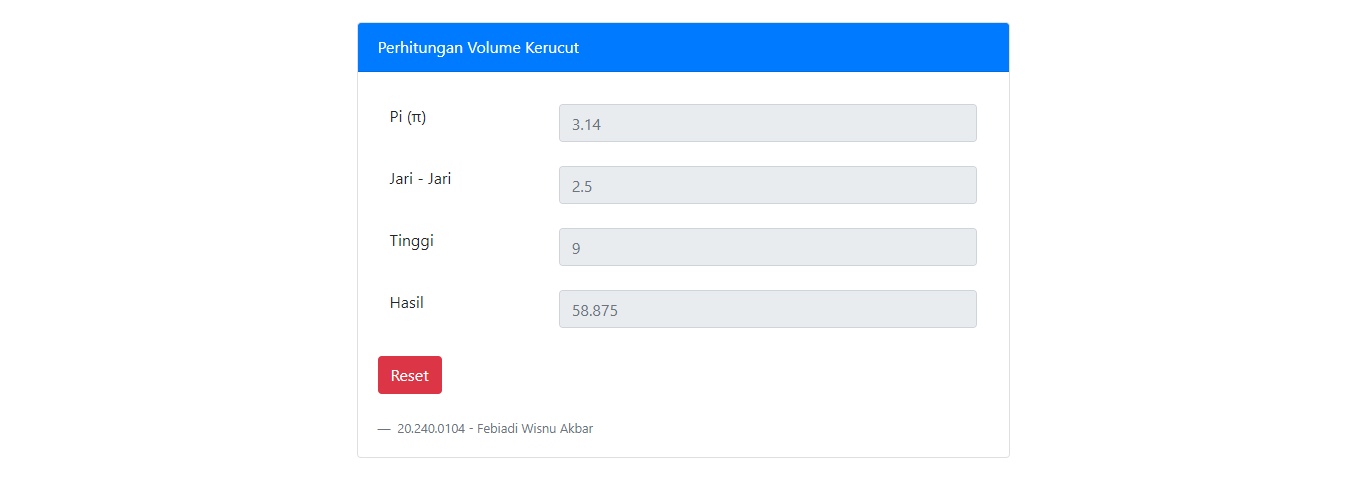 Perhitungan Volume Kerucut
Pi (π) 3.14
Jari - Jari 2.5
Tinggi 9
Hasil 58.875
Reset
— 20.240.0104 - Febiadi Wisnu Akbar